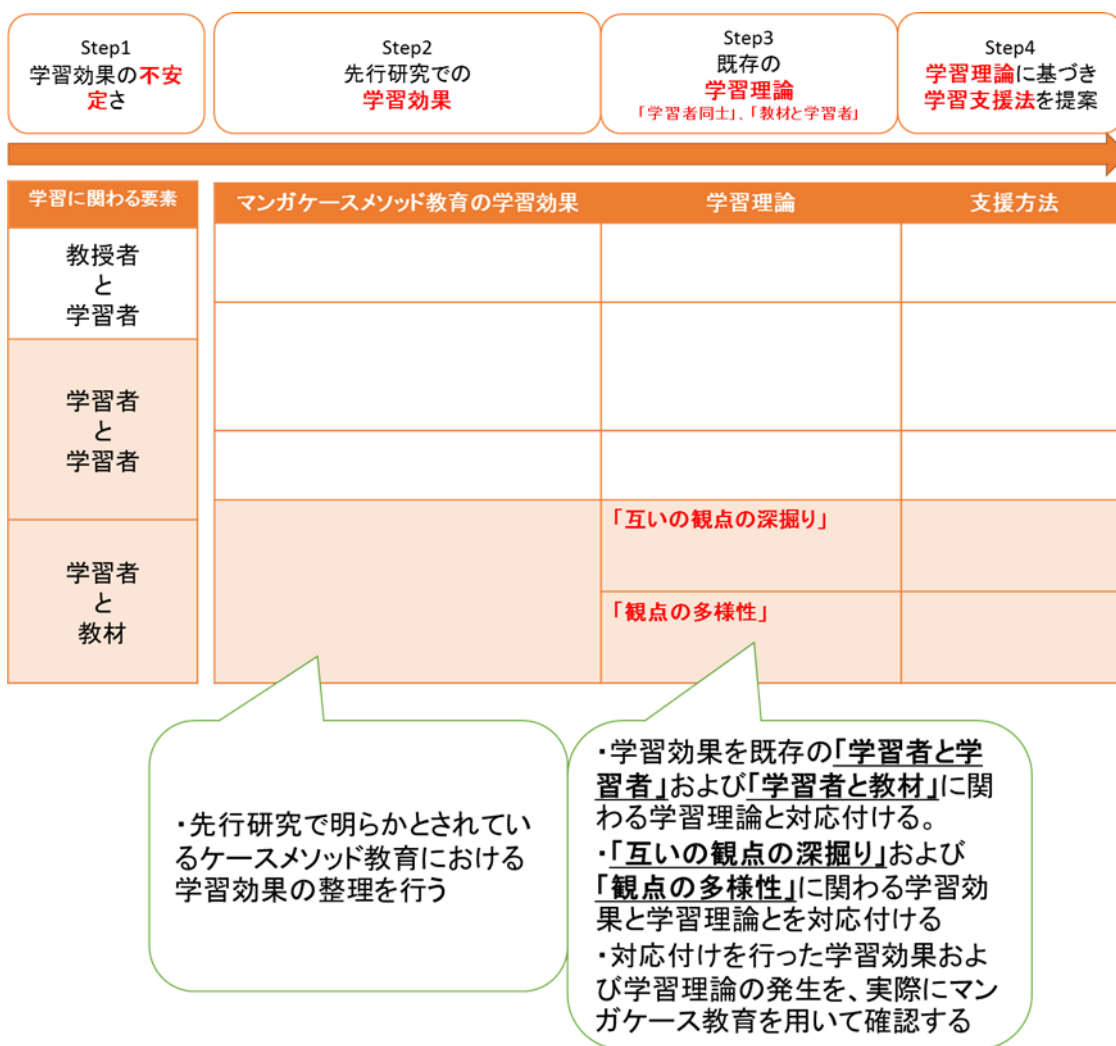 Step1
学習効果の不安
定さ
Step2
先行研究での
学習効果
Step3
既存の
学習理論
「学習者同士」、「教材と学習者」
Step4
学習理論に基づき
学習支援法を提案
学習に関わる要素
マンガケースメソッド教育の学習効果
学習理論
支援方法
教授者
と
学習者
学習者
と
学習者
学習者
と
教材
「互いの観点の深掘り」
「観点の多様性」
・先行研究で明らかとされてい
るケースメソッド教育における
学習効果の整理を行う
・学習効果を既存の「学習者と学
習者」および「学習者と教材」に関
わる学習理論と対応付ける。
・「互いの観点の深掘り」および
「観点の多様性」に関わる学習効
果と学習理論とを対応付ける
・対応付けを行った学習効果およ
び学習理論の発生を、実際にマン
ガケース教育を用いて確認する